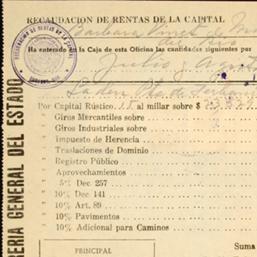 RECAUDACION DE RENTAS DE LA CAPITAL
Ha enterado en la Caja de esta Oficina las cantidades siguientes por
Julio y
Por Capital Rústico 15 al millar sobre $
Giros Mercantiles sobre
Giros Industriales sobre
Impuesto de Herencia
Traslaciones de Dominio
Registro Público
Aprovechamientos
5% Dec. 257
10% Dec. 141
10% Art. 89
10% Pavimentos
10% Adicional para Caminos
Suma
PRINCIPAL
RERIA GENERAL DEL ESTADO